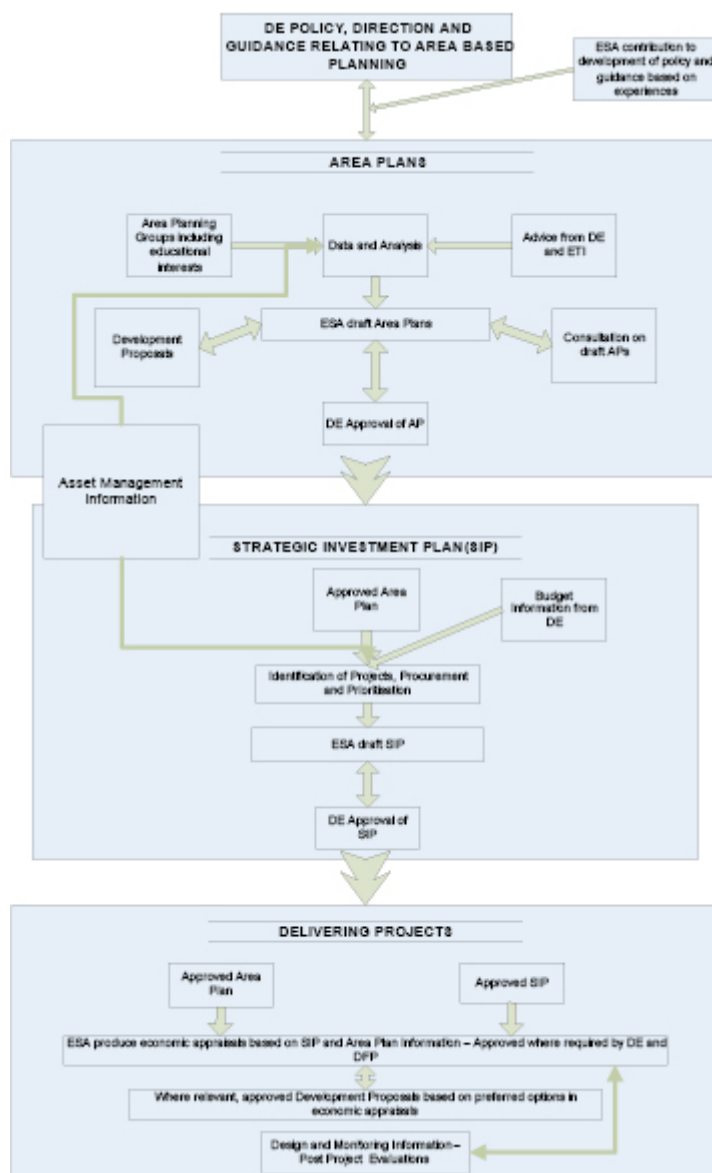 DE POLICY, DIRECTION AND
GUIDANCE RELATING TO AREA BASED
PLANNING
ESA contribution to
development of policy and
guidance based on
experiences
AREA PLANS
Area Planning
Groups including
educational
interests
Data and Analysis
Advice from DE
and ETI
Development
Proposals
ESA draft Area Plans
Consultation on
draft APs
DE Approval of AP
Asset Management
Information
STRATEGIC INVESTMENT PLAN(SIP)
Approved Area
Plan
Budget
Information from
DE
Identification of Projects, Procurement
and Prioritisation
ESA draft SIP
DE Approval of
SIP
DELIVERING PROJECTS
Approved Area
Plan
Approved SIP
ESA produce economic appraisals based on SIP and Area Plan Information – Approved where required by DE and
DFP
Where relevant, approved Development Proposals based on preferred options in
economic appraisals
Design and Monitoring Information –
Post Project Evaluations